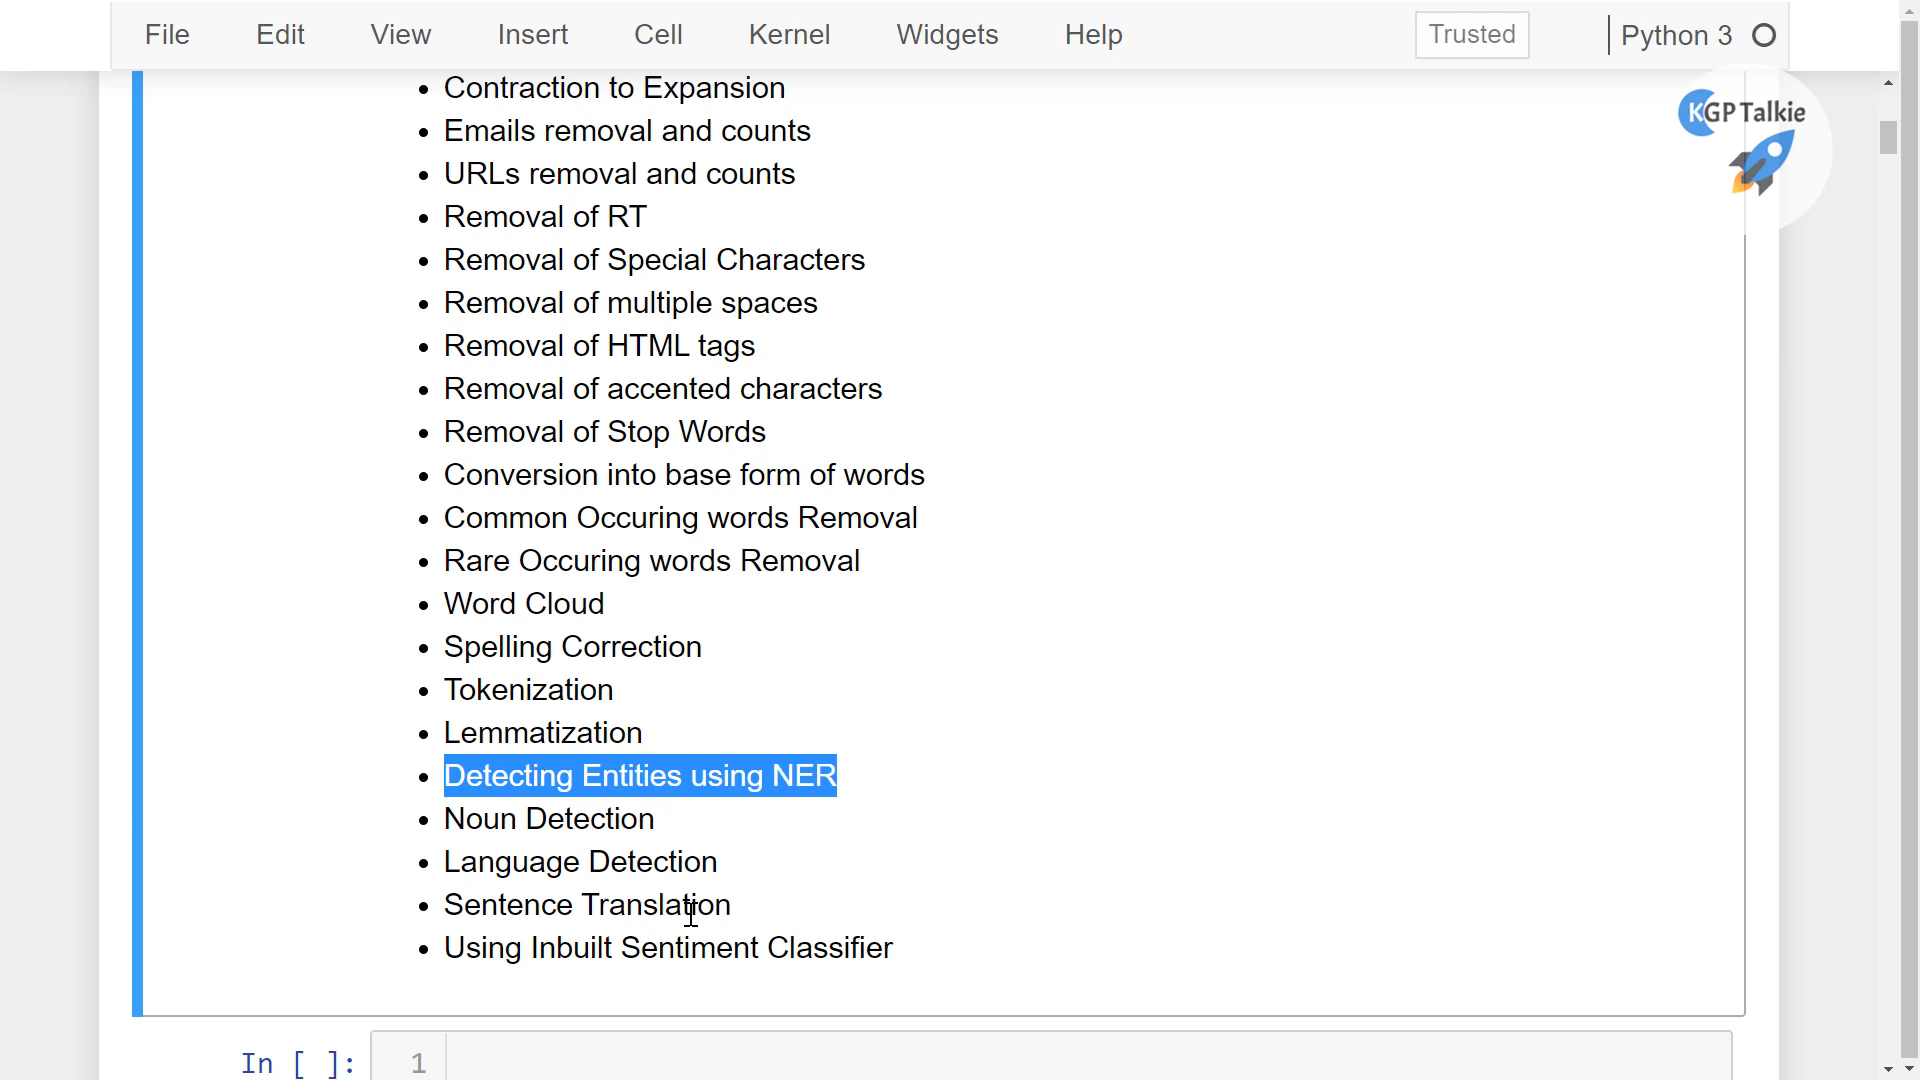 File Edit View Insert Cell Kernel Widgets Help Trusted Python 3
KGP Talkie
Contraction to Expansion
Emails removal and counts
URLs removal and counts
Removal of RT
Removal of Special Characters
Removal of multiple spaces
Removal of HTML tags
Removal of accented characters
Removal of Stop Words
Conversion into base form of words
Common Occuring words Removal
Rare Occuring words Removal
Word Cloud
Spelling Correction
Tokenization
Lemmatization
Detecting Entities using NER
Noun Detection
Language Detection
Sentence Translation
Using Inbuilt Sentiment Classifier
In [ ]: 1